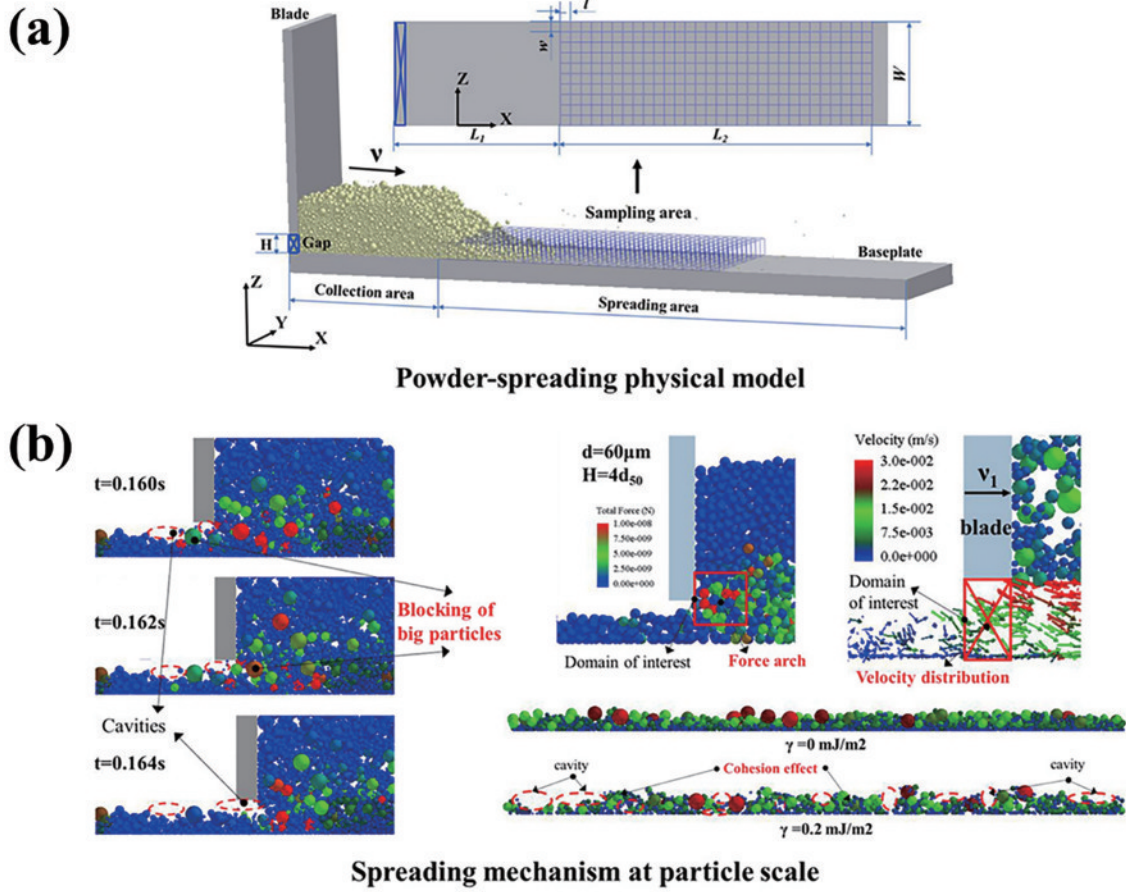 (a)
Blade
l
w
W
Z
X
L1
L2
v
Sampling area
H
Gap
Baseplate
Collection area
Spreading area
Z
Y
X
Powder-spreading physical model
(b)
t=0.160s
t=0.162s
Blocking of
big particles
Cavities
t=0.164s
d=60μm
H=4d50
Total Force (N)
1.00e-008
7.50e-009
5.00e-009
2.50e-009
0.00e+000
Domain of interest
Force arch
Velocity (m/s)
3.0e-002
2.2e-002
1.5e-002
7.5e-003
0.0e+000
v1
blade
Domain
of interest
Velocity distribution
γ =0 mJ/m2
cavity
Cohesion effect
cavity
γ =0.2 mJ/m2
Spreading mechanism at particle scale